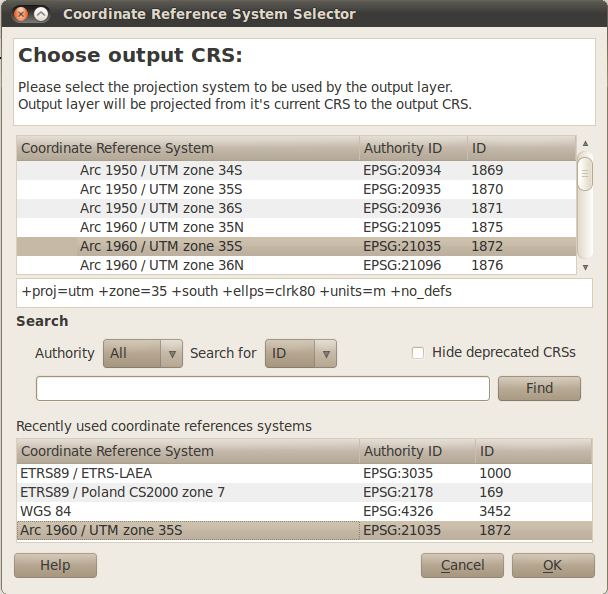 Coordinate Reference System Selector
Choose output CRS:
Please select the projection system to be used by the output layer.
Output layer will be projected from it's current CRS to the output CRS.
Coordinate Reference System Authority ID ID
Arc 1950 / UTM zone 34S EPSG:20934 1869
Arc 1950 / UTM zone 35S EPSG:20935 1870
Arc 1950 / UTM zone 36S EPSG:20936 1871
Arc 1960 / UTM zone 35N EPSG:21095 1875
Arc 1960 / UTM zone 35S EPSG:21035 1872
Arc 1960 / UTM zone 36N EPSG:21096 1876
+proj=utm +zone=35 +south +ellps=clrk80 +units=m +no_defs
Search
Authority All Search for ID Hide deprecated CRSs
Find
Recently used coordinate references systems
Coordinate Reference System Authority ID ID
ETRS89 / ETRS-LAEA EPSG:3035 1000
ETRS89 / Poland CS2000 zone 7 EPSG:2178 169
WGS 84 EPSG:4326 3452
Arc 1960 / UTM zone 35S EPSG:21035 1872
Help Cancel OK